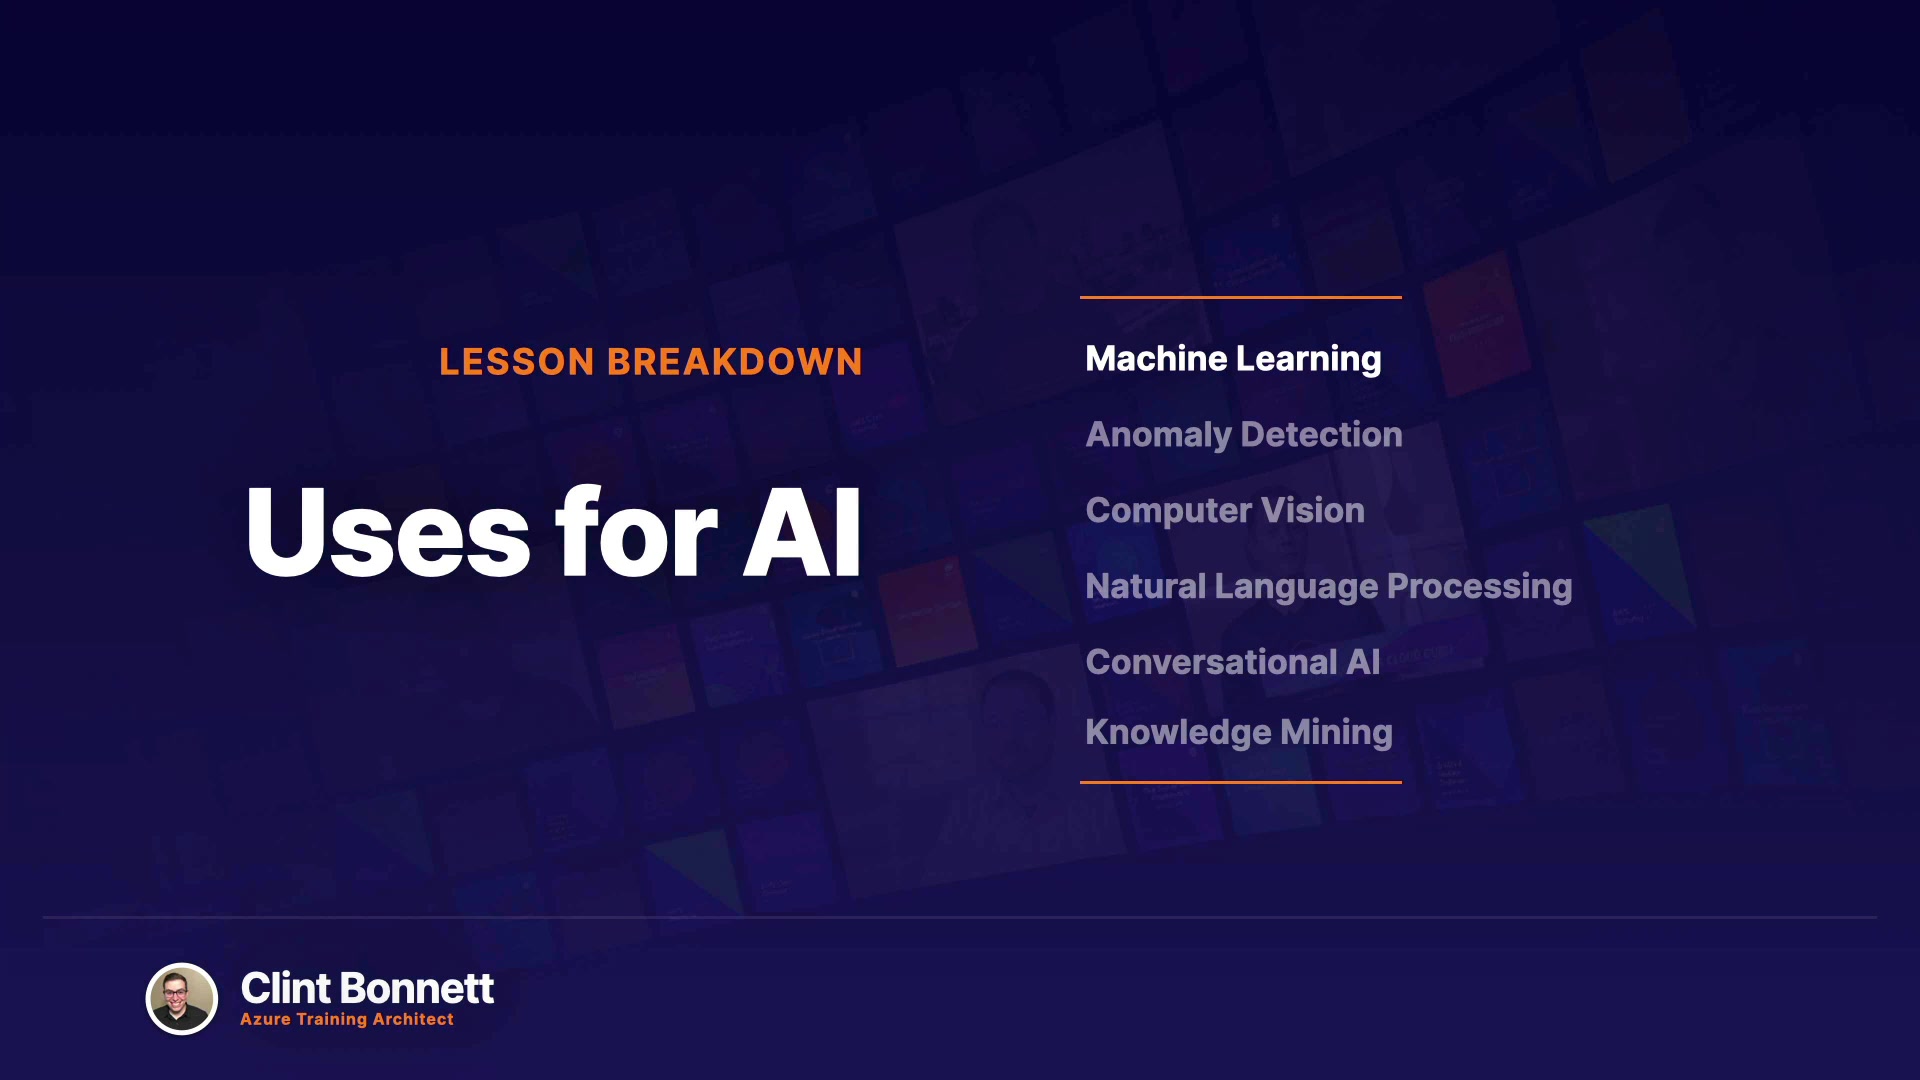 LESSON BREAKDOWN
Uses for AI
Machine Learning
Anomaly Detection
Computer Vision
Natural Language Processing
Conversational AI
Knowledge Mining
Clint Bonnett
Azure Training Architect